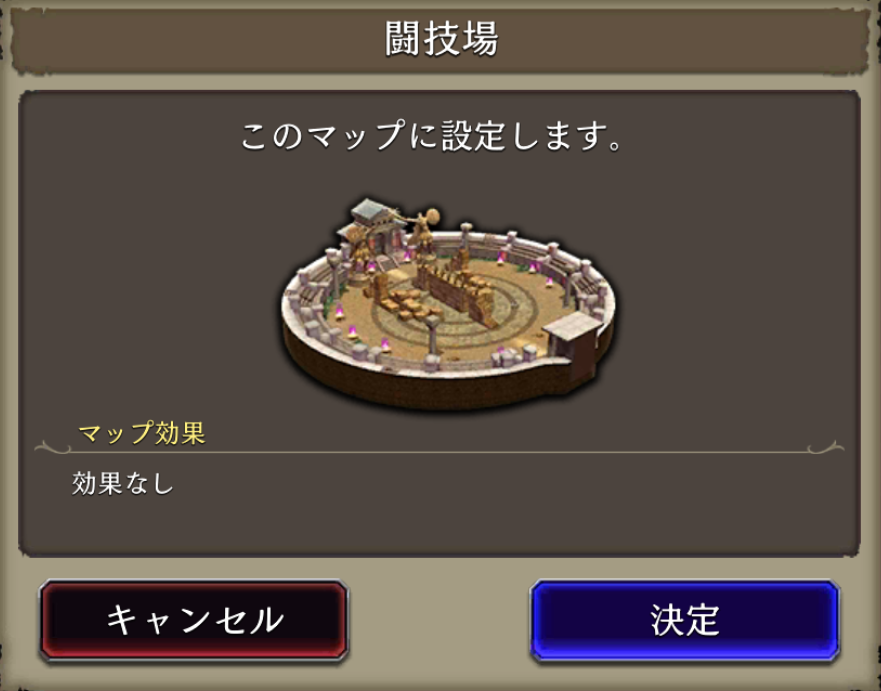 闘技場
このマップに設定します。
マップ効果
効果なし
キャンセル
決定